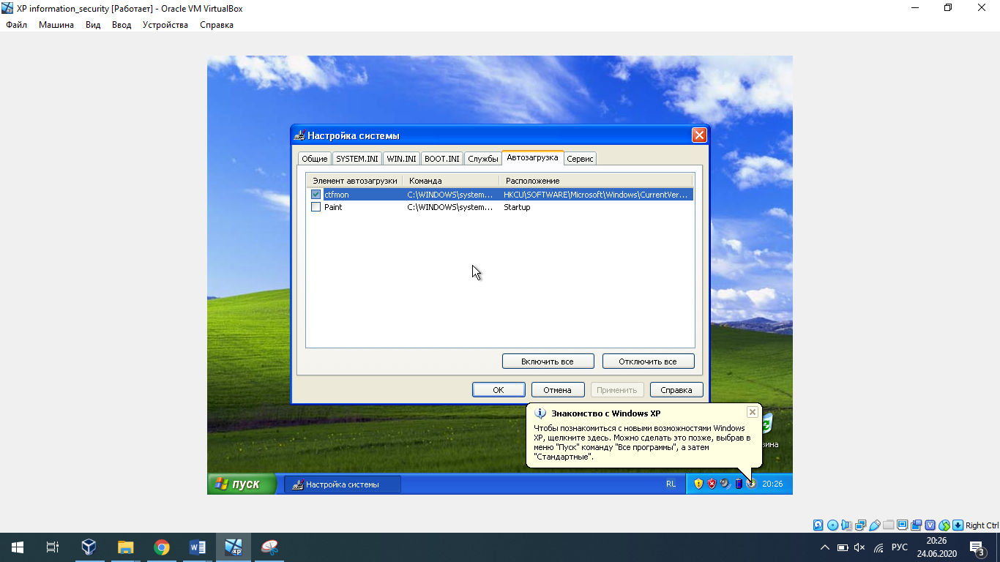 XP information_security [Работает] - Oracle VM VirtualBox
Файл Машина Вид Ввод Устройства Справка
Настройка системы
Общие SYSTEM.INI WIN.INI BOOT.INI Службы Автозагрузка Сервис
Элемент автозагрузки Команда Расположение
ctfmon C:\WINDOWS\system... HKCU\SOFTWARE\Microsoft\Windows\CurrentVer...
Paint C:\WINDOWS\system... Startup
Включить все Отключить все
OK Отмена Применить Справка
Знакомство с Windows XP
Чтобы познакомиться с новыми возможностями Windows
XP, щелкните здесь. Можно сделать это позже, выбрав в
меню "Пуск" команду "Все программы", а затем
"Стандартные".
зина
пуск Настройка системы RL 20:26
Right Ctrl
W xp РУС 20:26
24.06.2020
3